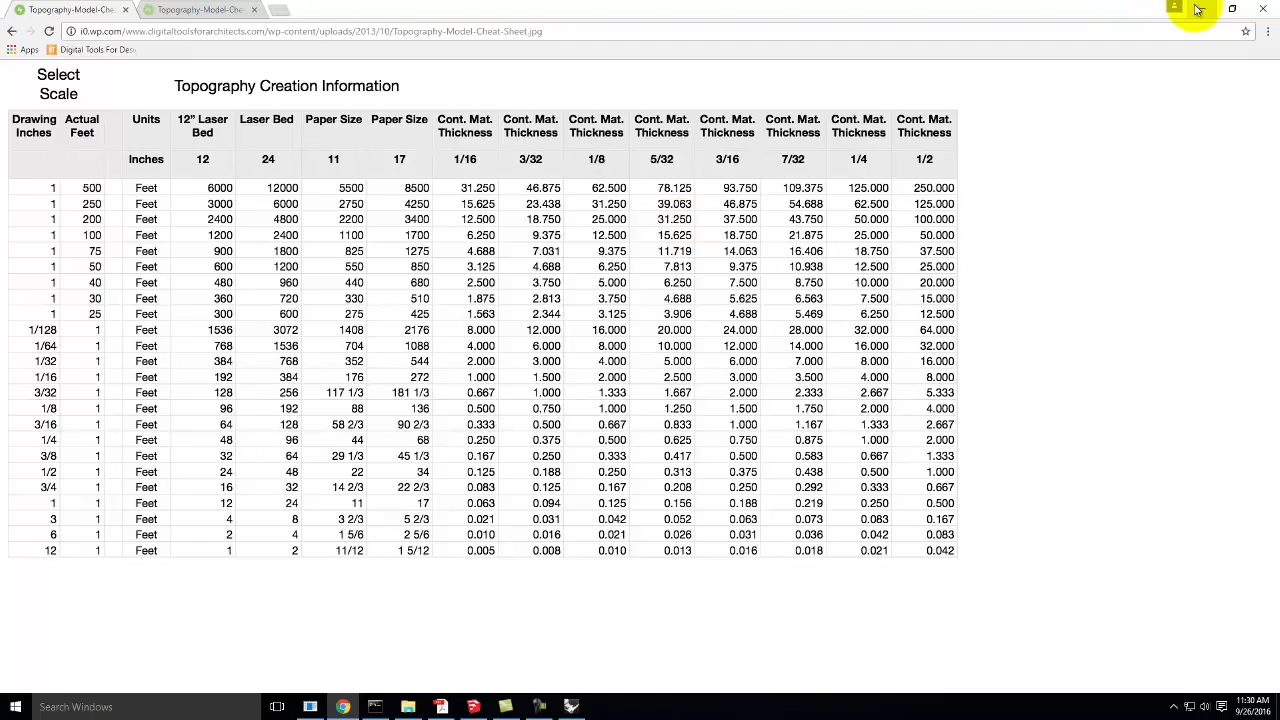 Topography-Model-Chea
Topography-Model-Chea
i0.wp.com/www.digitaltoolsforarchitects.com/wp-content/uploads/2013/10/Topography-Model-Cheat-Sheet.jpg
Apps Digital Tools For Des
Select
Scale
Topography Creation Information
Drawing Actual Units 12" Laser Laser Bed Paper Size Paper Size Cont. Mat. Cont. Mat. Cont. Mat. Cont. Mat. Cont. Mat. Cont. Mat. Cont. Mat. Cont. Mat.
Inches Feet Bed Thickness Thickness Thickness Thickness Thickness Thickness Thickness Thickness
Inches 12 24 11 17 1/16 3/32 1/8 5/32 3/16 7/32 1/4 1/2
1 500 Feet 6000 12000 5500 8500 31.250 46.875 62.500 78.125 93.750 109.375 125.000 250.000
1 250 Feet 3000 6000 2750 4250 15.625 23.438 31.250 39.063 46.875 54.688 62.500 125.000
1 200 Feet 2400 4800 2200 3400 12.500 18.750 25.000 31.250 37.500 43.750 50.000 100.000
1 100 Feet 1200 2400 1100 1700 6.250 9.375 12.500 15.625 18.750 21.875 25.000 50.000
1 75 Feet 900 1800 825 1275 4.688 7.031 9.375 11.719 14.063 16.406 18.750 37.500
1 50 Feet 600 1200 550 850 3.125 4.688 6.250 7.813 9.375 10.938 12.500 25.000
1 40 Feet 480 960 440 680 2.500 3.750 5.000 6.250 7.500 8.750 10.000 20.000
1 30 Feet 360 720 330 510 1.875 2.813 3.750 4.688 5.625 6.563 7.500 15.000
1 25 Feet 300 600 275 425 1.563 2.344 3.125 3.906 4.688 5.469 6.250 12.500
1/128 1 Feet 1536 3072 1408 2176 8.000 12.000 16.000 20.000 24.000 28.000 32.000 64.000
1/64 1 Feet 768 1536 704 1088 4.000 6.000 8.000 10.000 12.000 14.000 16.000 32.000
1/32 1 Feet 384 768 352 544 2.000 3.000 4.000 5.000 6.000 7.000 8.000 16.000
1/16 1 Feet 192 384 176 272 1.000 1.500 2.000 2.500 3.000 3.500 4.000 8.000
3/32 1 Feet 128 256 117 1/3 181 1/3 0.667 1.000 1.333 1.667 2.000 2.333 2.667 5.333
1/8 1 Feet 96 192 88 136 0.500 0.750 1.000 1.250 1.500 1.750 2.000 4.000
3/16 1 Feet 64 128 58 2/3 90 2/3 0.333 0.500 0.667 0.833 1.000 1.167 1.333 2.667
1/4 1 Feet 48 96 44 68 0.250 0.375 0.500 0.625 0.750 0.875 1.000 2.000
3/8 1 Feet 32 64 29 1/3 45 1/3 0.167 0.250 0.333 0.417 0.500 0.583 0.667 1.333
1/2 1 Feet 24 48 22 34 0.125 0.188 0.250 0.313 0.375 0.438 0.500 1.000
3/4 1 Feet 16 32 14 2/3 22 2/3 0.083 0.125 0.167 0.208 0.250 0.292 0.333 0.667
1 1 Feet 12 24 11 17 0.063 0.094 0.125 0.156 0.188 0.219 0.250 0.500
3 1 Feet 4 8 3 2/3 5 2/3 0.021 0.031 0.042 0.052 0.063 0.073 0.083 0.167
6 1 Feet 2 4 1 5/6 2 5/6 0.010 0.016 0.021 0.026 0.031 0.036 0.042 0.083
12 1 Feet 1 2 11/12 1 5/12 0.005 0.008 0.010 0.013 0.016 0.018 0.021 0.042
Search Windows
11:30 AM
9/26/2016